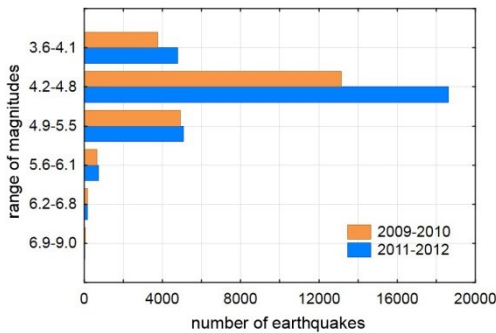 range of magnitudes
3.6-4.1
4.2-4.8
4.9-5.5
5.6-6.1
6.2-6.8
6.9-9.0
2009-2010
2011-2012
0 4000 8000 12000 16000 20000
number of earthquakes